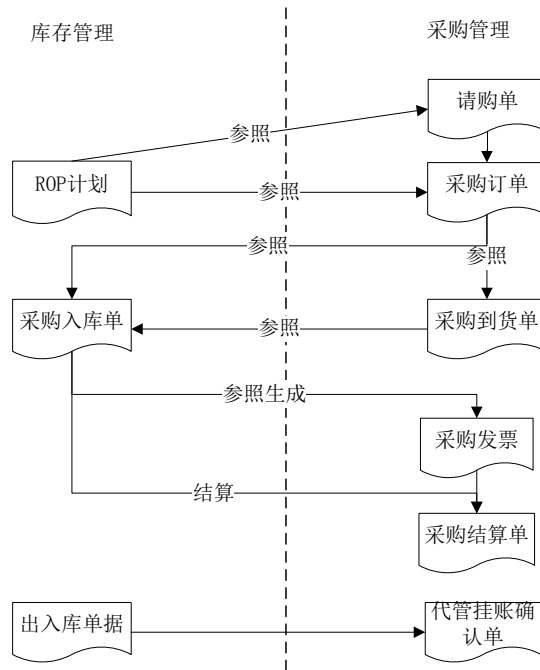 库存管理
采购管理
请购单
参照
ROP计划
参照
采购订单
参照
参照
采购入库单
参照
采购到货单
参照生成
采购发票
结算
采购结算单
出入库单据
代管挂账确
认单